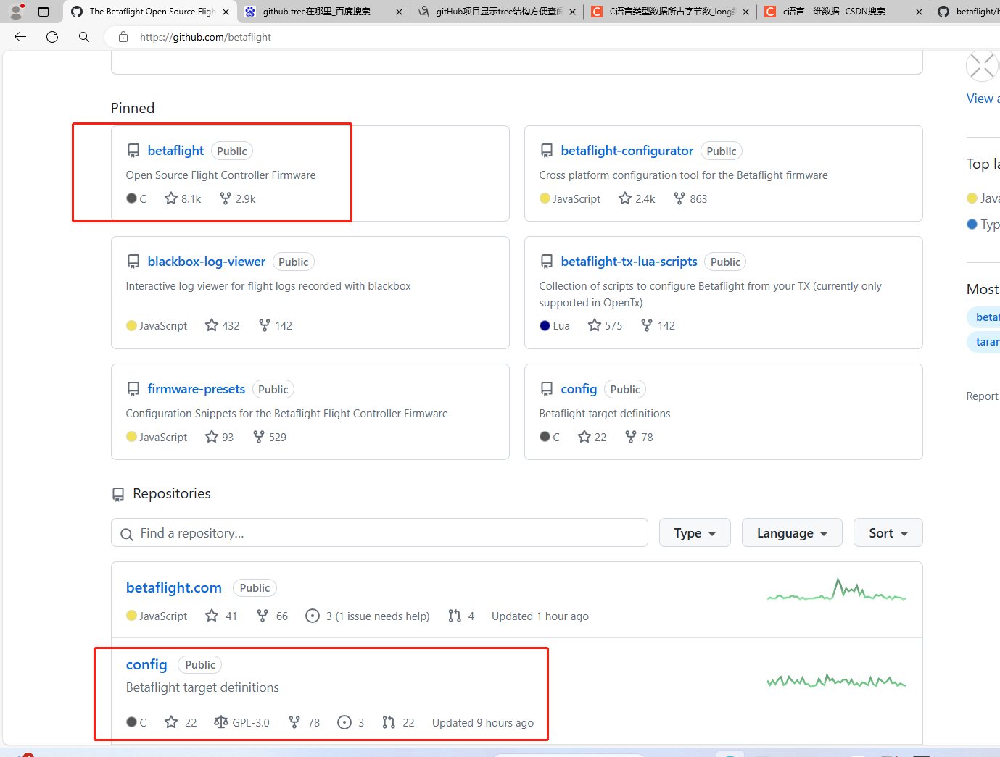 The Betaflight Open Source Fligh
github tree在哪里_百度搜索
gitHub项目显示tree结构方便查阅
C语言类型数据所占字节数_long
c语言二维数据- CSDN搜索
betaflight/b
https://github.com/betaflight
Pinned
betaflight Public
Open Source Flight Controller Firmware
C 8.1k 2.9k
betaflight-configurator Public
Cross platform configuration tool for the Betaflight firmware
JavaScript 2.4k 863
blackbox-log-viewer Public
Interactive log viewer for flight logs recorded with blackbox
JavaScript 432 142
betaflight-tx-lua-scripts Public
Collection of scripts to configure Betaflight from your TX (currently only
supported in OpenTx)
Lua 575 142
firmware-presets Public
Configuration Snippets for the Betaflight Flight Controller Firmware
JavaScript 93 529
config Public
Betaflight target definitions
C 22 78
Repositories
Find a repository…
Type
Language
Sort
betaflight.com Public
JavaScript 41 66 3 (1 issue needs help) 4 Updated 1 hour ago
config Public
Betaflight target definitions
C 22 GPL-3.0 78 3 22 Updated 9 hours ago
View a
Top la
Java
Typ
Most
betaf
taran
Report